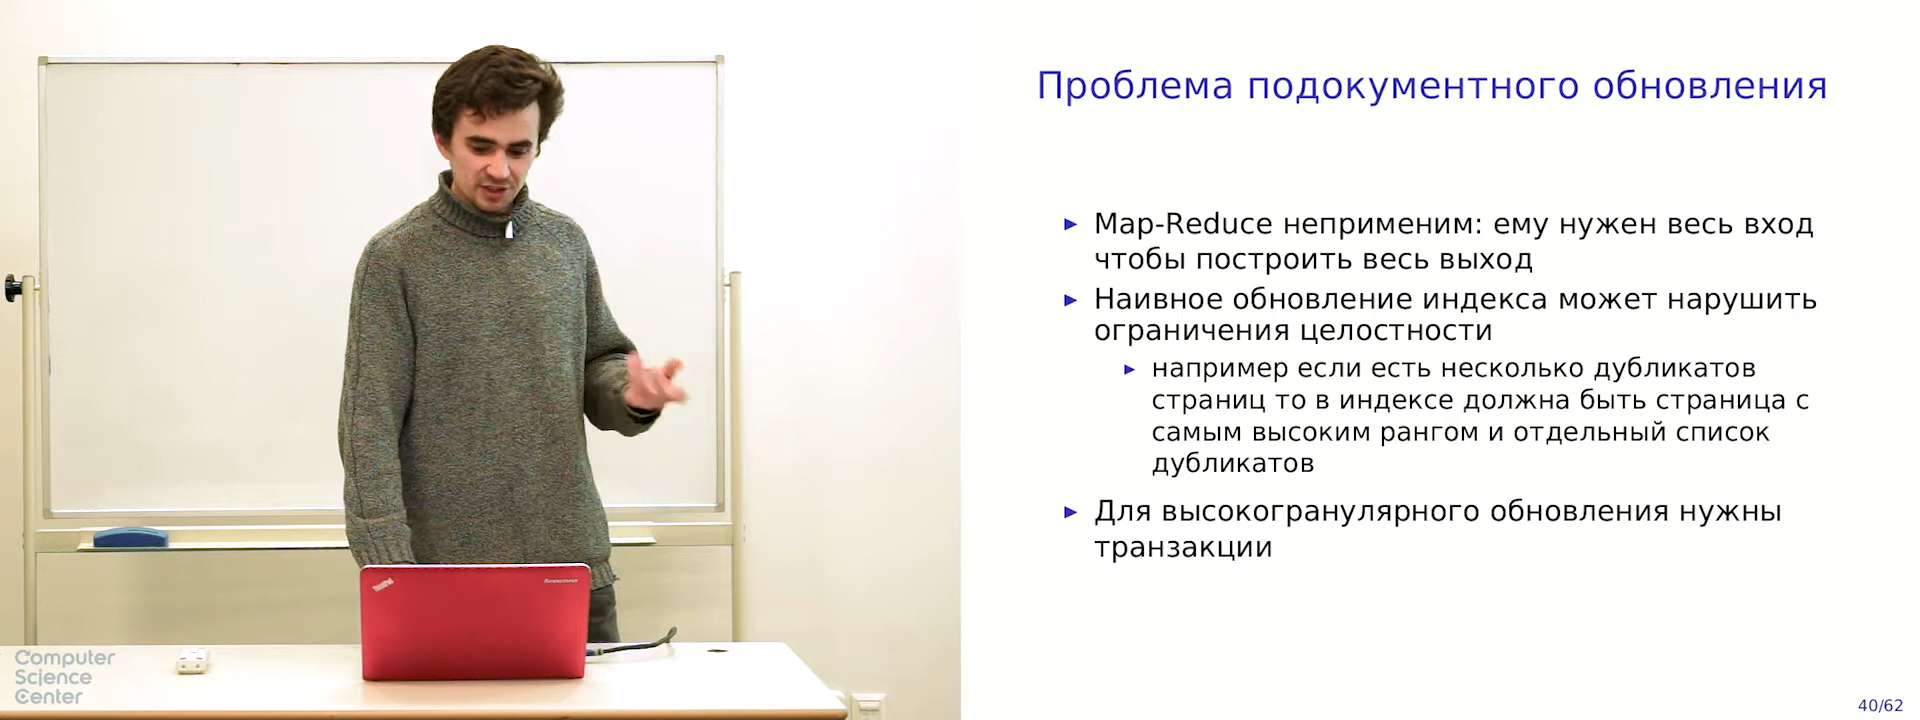 Проблема подокументного обновления
Map-Reduce неприменим: ему нужен весь вход
чтобы построить весь выход
Наивное обновление индекса может нарушить
ограничения целостности
например если есть несколько дубликатов
страниц то в индексе должна быть страница с
самым высоким рангом и отдельный список
дубликатов
Для высокогранулярного обновления нужны
транзакции
40/62
ThinkPad
Computer
Science
Center